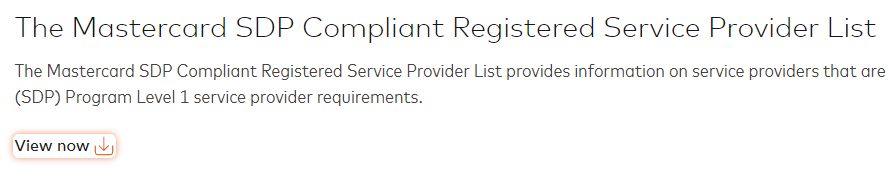 The Mastercard SDP Compliant Registered Service Provider List
The Mastercard SDP Compliant Registered Service Provider List provides information on service providers that are
(SDP) Program Level 1 service provider requirements.
View now